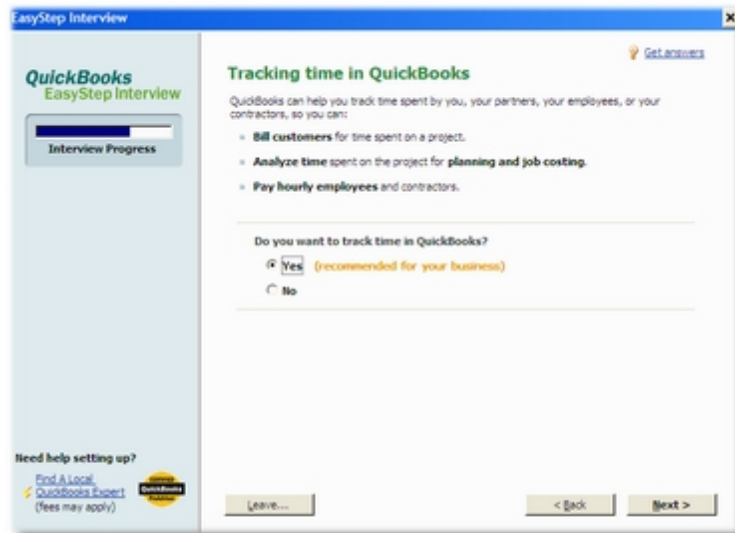 EasyStep Interview
Get answers
QuickBooks
EasyStep Interview
Interview Progress
Tracking time in QuickBooks
QuickBooks can help you track time spent by you, your partners, your employees, or your
contractors, so you can:
Bill customers for time spent on a project.
Analyze time spent on the project for planning and job costing.
Pay hourly employees and contractors.
Do you want to track time in QuickBooks?
Yes (recommended for your business)
No
Need help setting up?
Find A Local
QuickBooks Expert
(fees may apply)
QuickBooks
Leave...
< Back
Next >